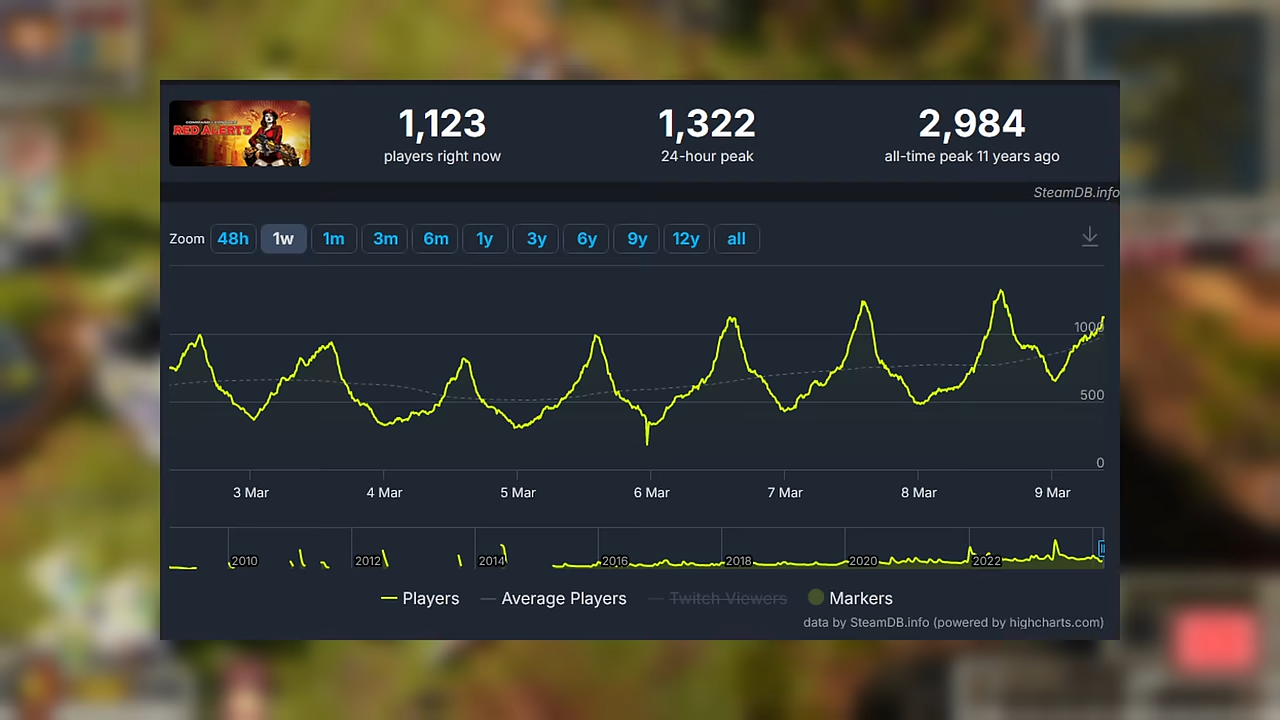 COMMAND & CONQUER
RED ALERT 3
1,123
players right now
1,322
24-hour peak
2,984
all-time peak 11 years ago
SteamDB.info
Zoom 48h 1w 1m 3m 6m 1y 3y 6y 9y 12y all
1000
500
0
3 Mar 4 Mar 5 Mar 6 Mar 7 Mar 8 Mar 9 Mar
2010 2012 2014 2016 2018 2020 2022
Players Average Players Twitch Viewers Markers
data by SteamDB.info (powered by highcharts.com)